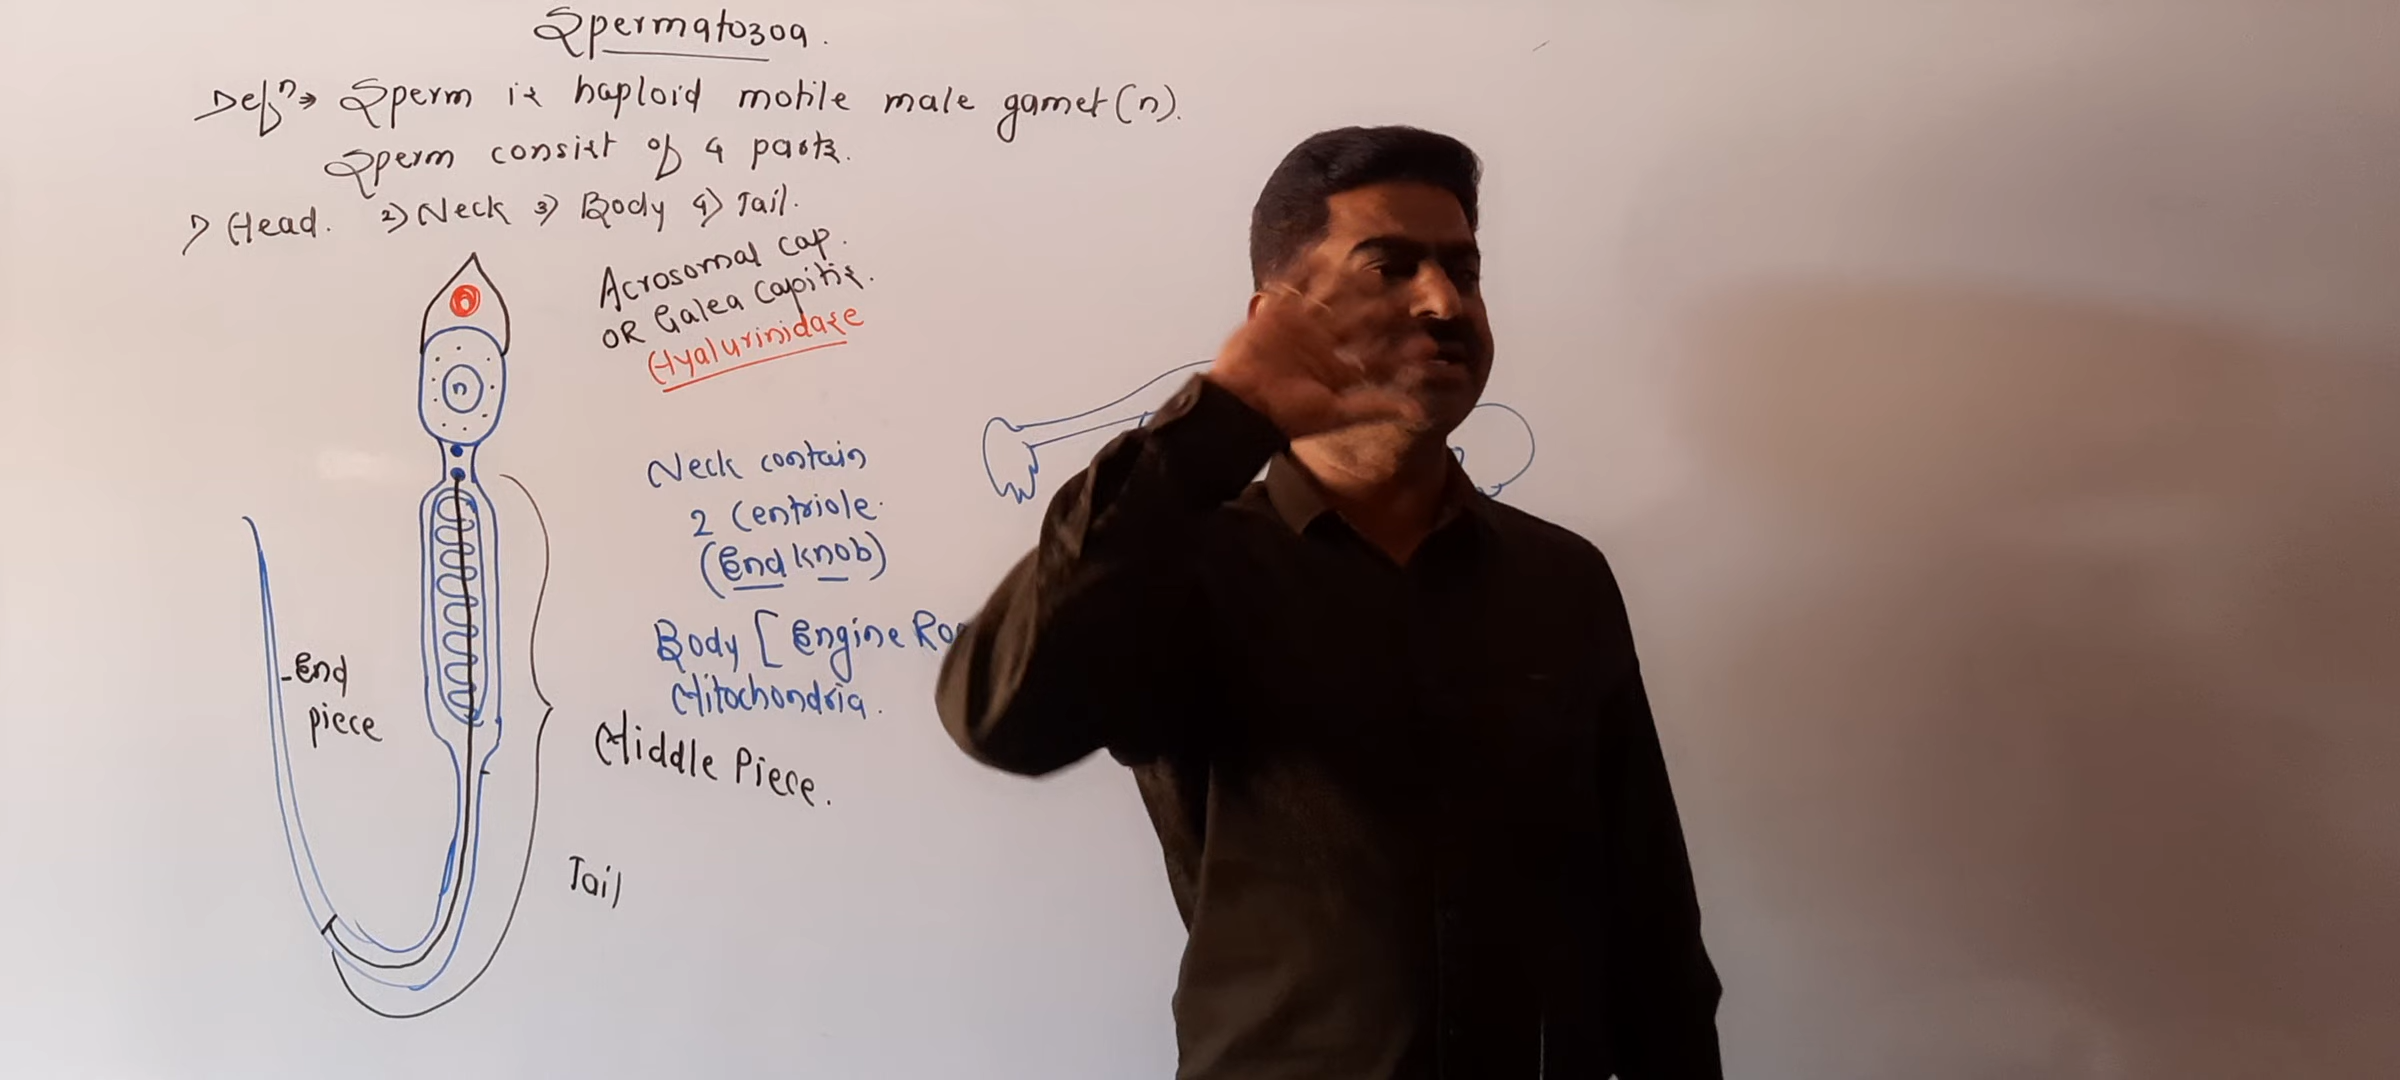 Spermatozoa.
Defⁿ → Sperm is haploid motile male gamet (n).
Sperm consist of 4 parts.
1) Head. 2) Neck 3) Body 4) Tail.
Acrosomal cap.
OR Galea capitis.
Hyalurinidase
n
Neck contain
2 Centriole.
(End knob)
Body [Engine
Mitochondria.
End
piece
Middle Piece.
Tail